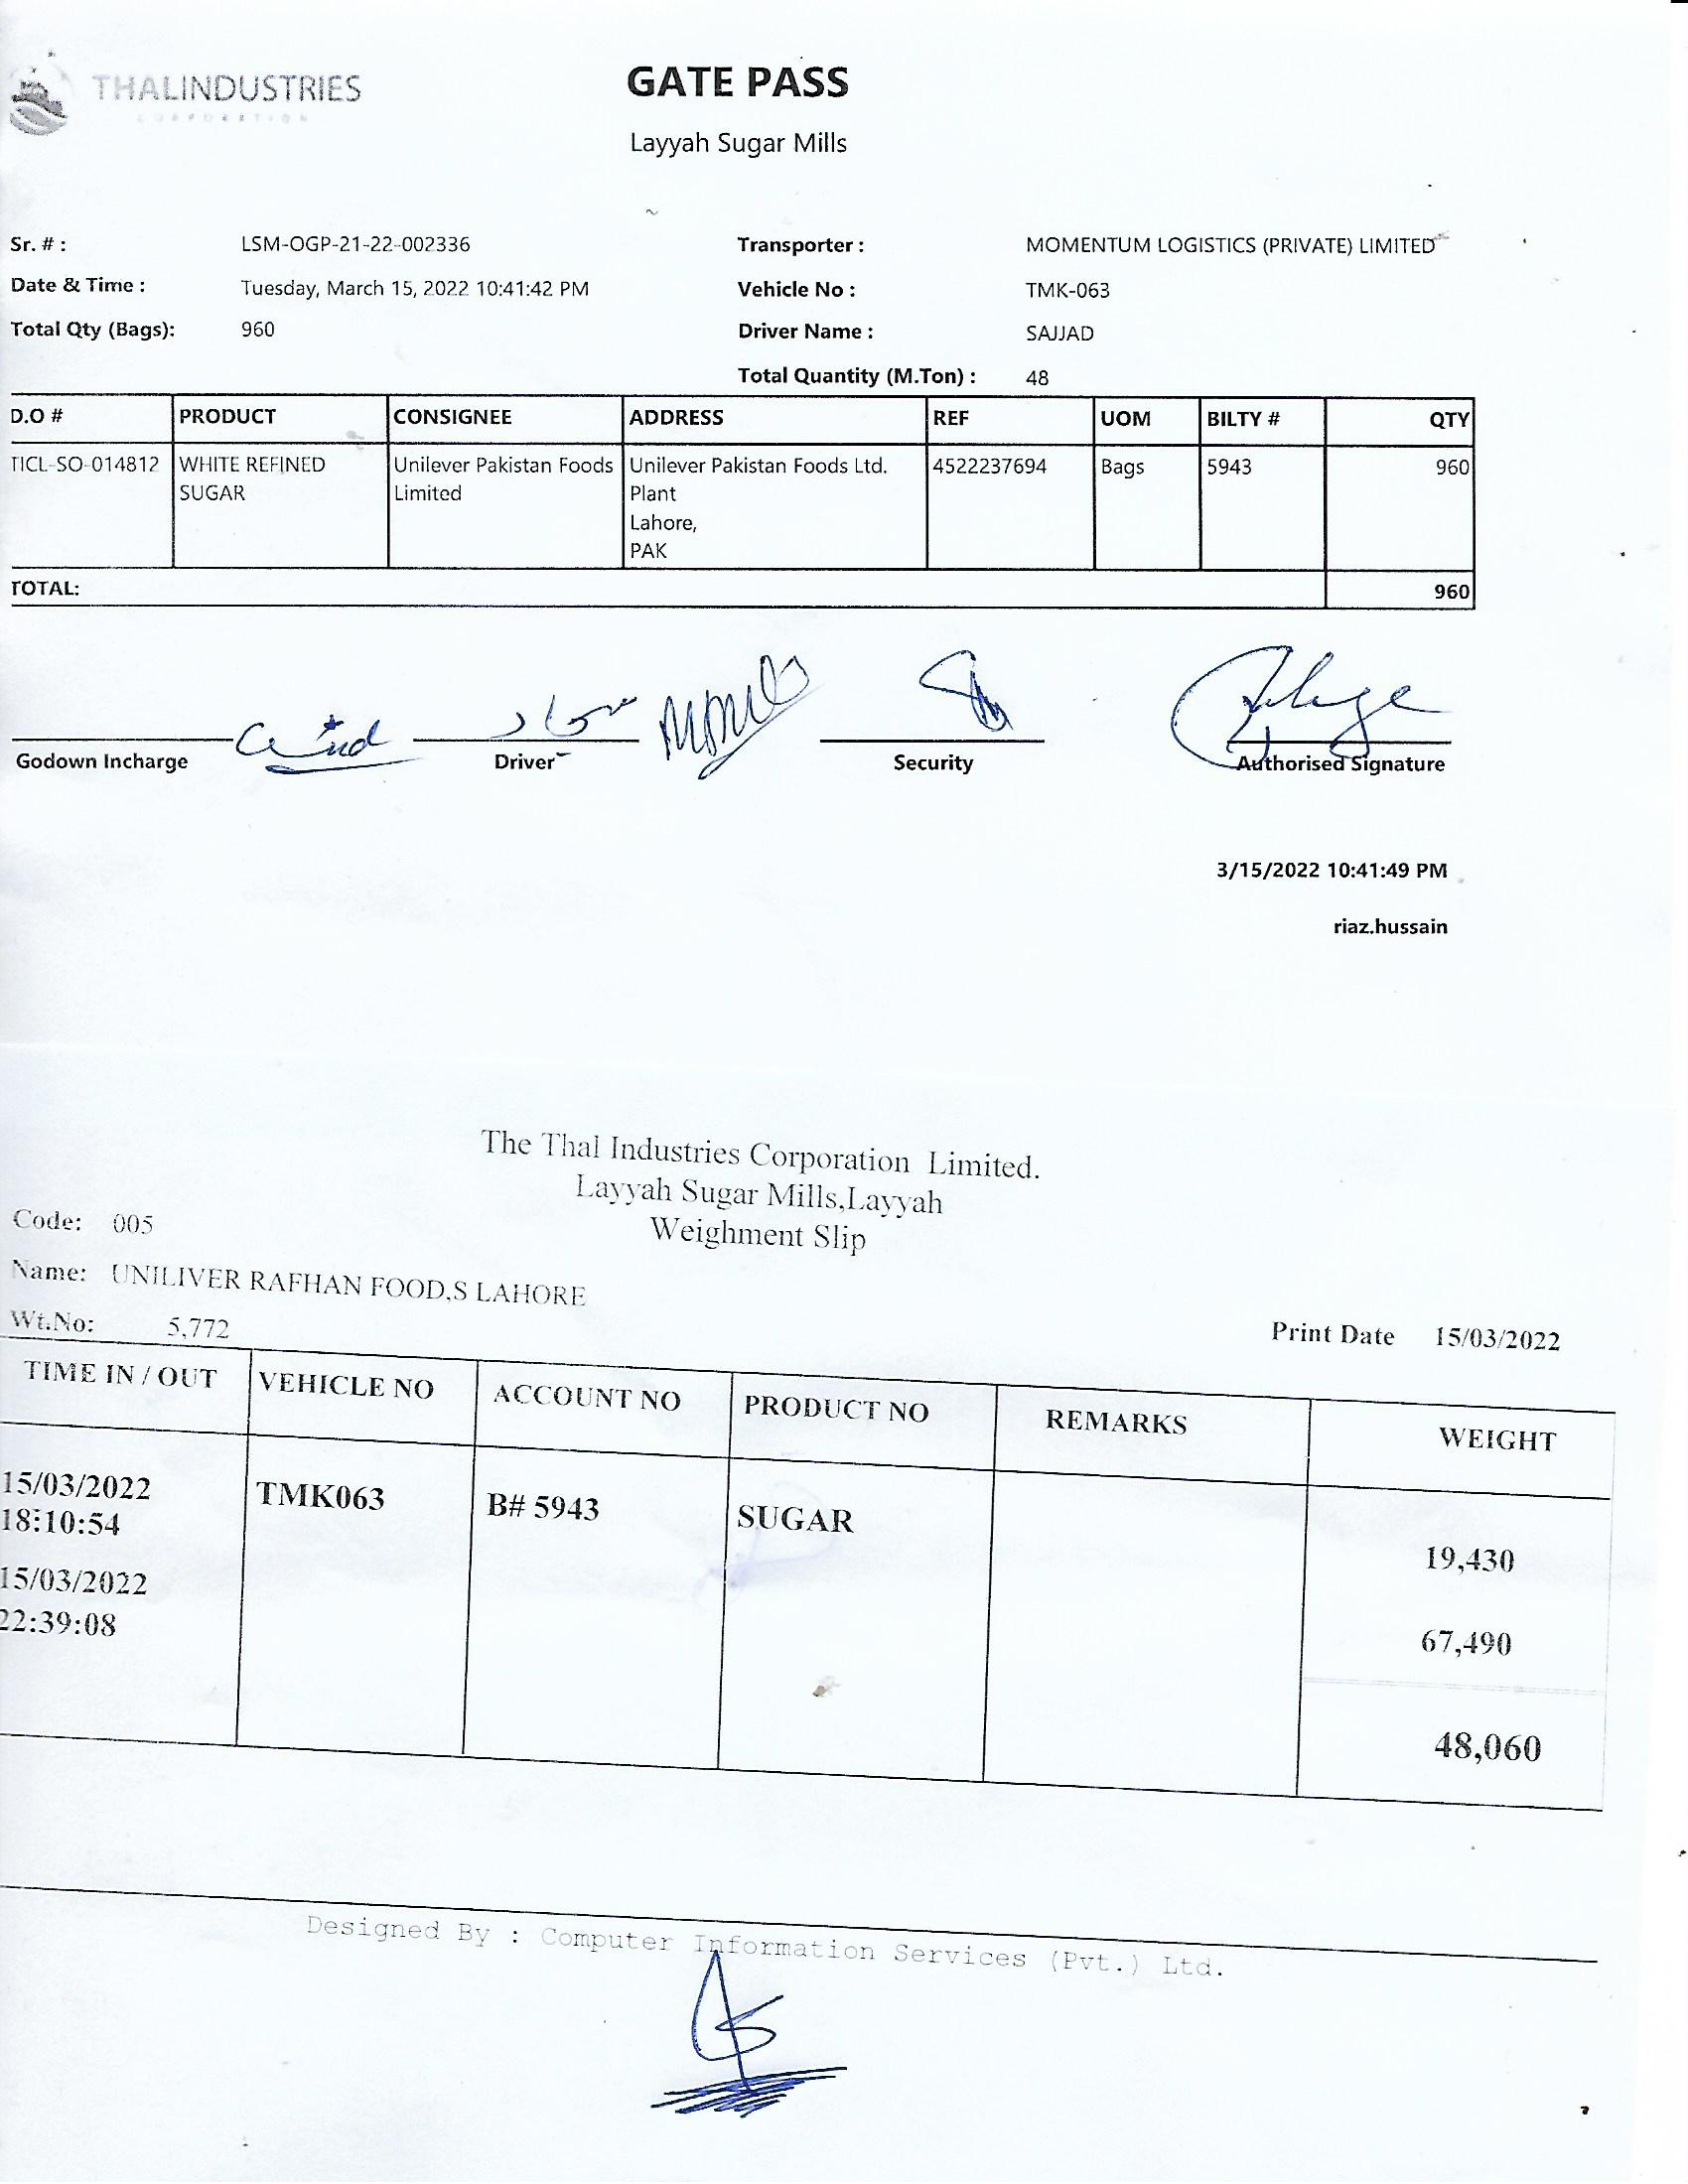 THALINDUSTRIES
CORPORATION
GATE PASS
Layyah Sugar Mills
Sr. # : LSM-OGP-21-22-002336 Transporter : MOMENTUM LOGISTICS (PRIVATE) LIMITED
Date & Time : Tuesday, March 15, 2022 10:41:42 PM Vehicle No : TMK-063
Total Qty (Bags): 960 Driver Name : SAJJAD
Total Quantity (M.Ton) : 48
D.O # PRODUCT CONSIGNEE ADDRESS REF UOM BILTY # QTY
TICL-SO-014812 WHITE REFINED Unilever Pakistan Foods Unilever Pakistan Foods Ltd. 4522237694 Bags 5943 960
SUGAR Limited Plant
Lahore,
PAK
TOTAL: 960
Godown Incharge Driver Security Authorised Signature
3/15/2022 10:41:49 PM
riaz.hussain
The Thal Industries Corporation Limited.
Layyah Sugar Mills,Layyah
Weighment Slip
Code: 005
Name: UNILIVER RAFHAN FOOD,S LAHORE
Wt.No: 5,772 Print Date 15/03/2022
TIME IN / OUT VEHICLE NO ACCOUNT NO PRODUCT NO REMARKS WEIGHT
15/03/2022 TMK063 B# 5943 SUGAR
18:10:54 19,430
15/03/2022
22:39:08 67,490
48,060
Designed By : Computer Information Services (Pvt.) Ltd.